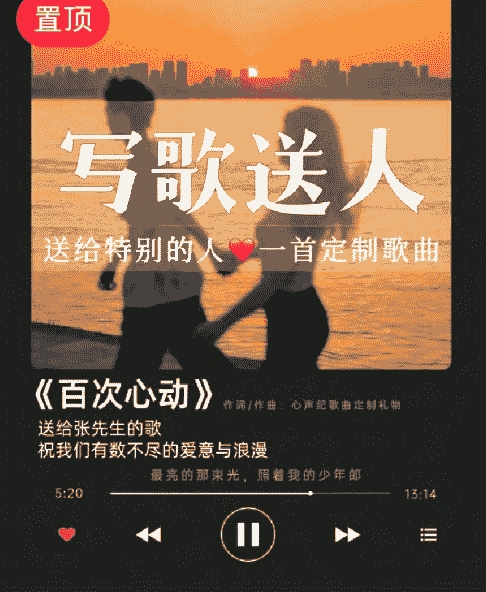 置顶
写歌送人
送给特别的人❤一首定制歌曲
《百次心动》 作词/作曲：心声纪歌曲定制礼物
送给张先生的歌
祝我们有数不尽的爱意与浪漫
最亮的那束光，照着我的少年郎
5:20 13:14